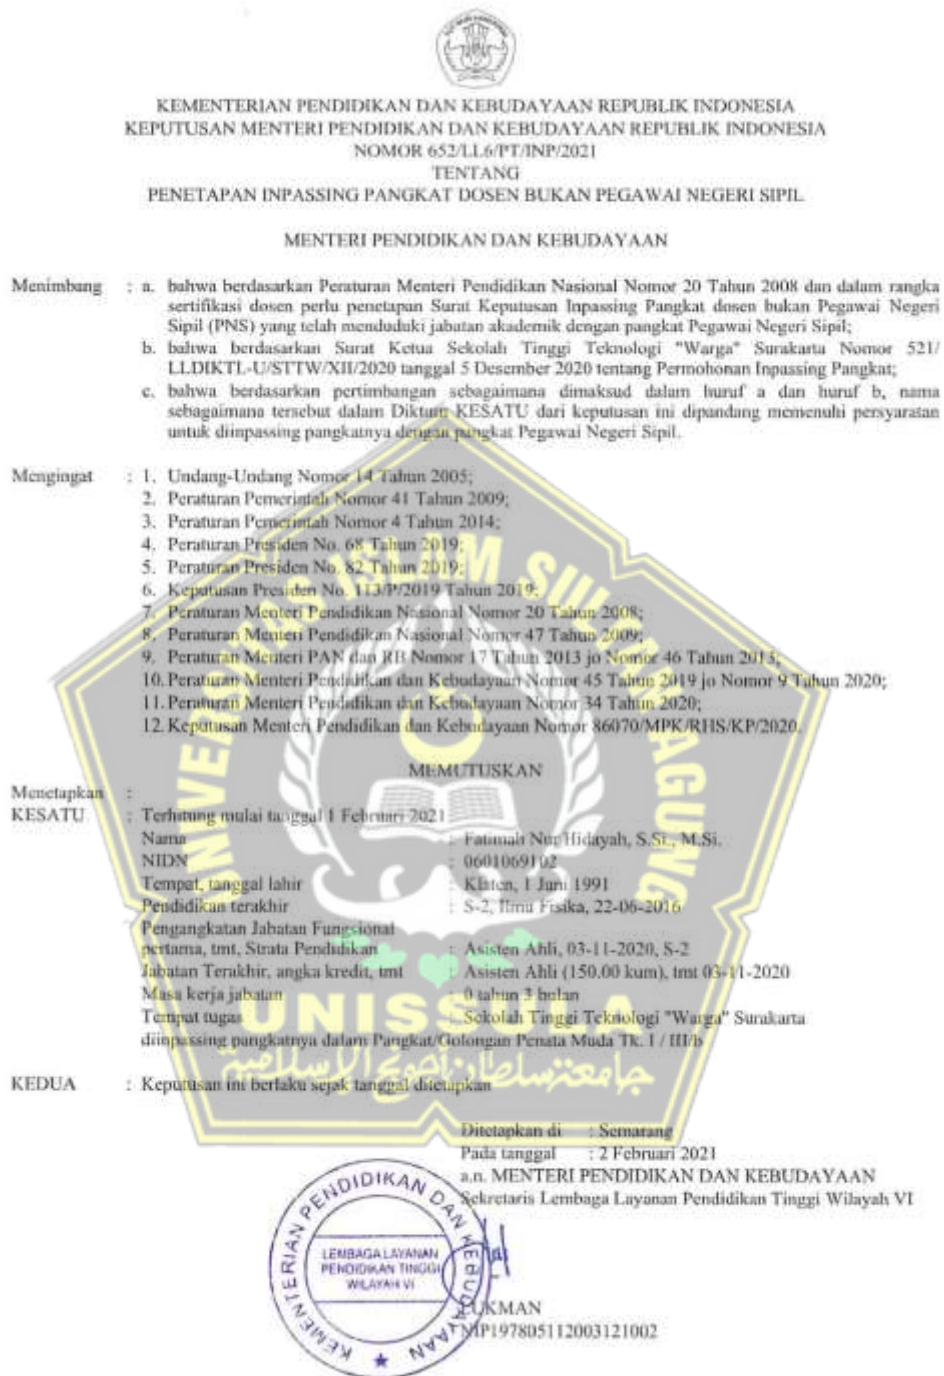 KEMENTERIAN PENDIDIKAN DAN KEBUDAYAAN REPUBLIK INDONESIA
KEPUTUSAN MENTERI PENDIDIKAN DAN KEBUDAYAAN REPUBLIK INDONESIA
NOMOR 652/LL6/PT/INP/2021
TENTANG
PENETAPAN INPASSING PANGKAT DOSEN BUKAN PEGAWAI NEGERI SIPIL
MENTERI PENDIDIKAN DAN KEBUDAYAAN
Menimbang : a. bahwa berdasarkan Peraturan Menteri Pendidikan Nasional Nomor 20 Tahun 2008 dan dalam rangka
sertifikasi dosen perlu penetapan Surat Keputusan Inpassing Pangkat dosen bukan Pegawai Negeri
Sipil (PNS) yang telah menduduki jabatan akademik dengan pangkat Pegawai Negeri Sipil;
b. bahwa berdasarkan Surat Ketua Sekolah Tinggi Teknologi "Warga" Surakarta Nomor 521/
LLDIKTL-U/STTW/XII/2020 tanggal 5 Desember 2020 tentang Permohonan Inpassing Pangkat;
c. bahwa berdasarkan pertimbangan sebagaimana dimaksud dalam huruf a dan huruf b, nama
sebagaimana tersebut dalam Diktum KESATU dari keputusan ini dipandang memenuhi persyaratan
untuk diinpassing pangkatnya dengan pangkat Pegawai Negeri Sipil.
Mengingat : 1. Undang-Undang Nomor 14 Tahun 2005;
2. Peraturan Pemerintah Nomor 41 Tahun 2009;
3. Peraturan Pemerintah Nomor 4 Tahun 2014;
4. Peraturan Presiden No. 68 Tahun 2019;
5. Peraturan Presiden No. 82 Tahun 2019;
6. Keputusan Presiden No. 113/P/2019 Tahun 2019;
7. Peraturan Menteri Pendidikan Nasional Nomor 20 Tahun 2008;
8. Peraturan Menteri Pendidikan Nasional Nomor 47 Tahun 2009;
9. Peraturan Menteri PAN dan RB Nomor 17 Tahun 2013 jo Nomor 46 Tahun 2013;
10. Peraturan Menteri Pendidikan dan Kebudayaan Nomor 45 Tahun 2019 jo Nomor 9 Tahun 2020;
11. Peraturan Menteri Pendidikan dan Kebudayaan Nomor 34 Tahun 2020;
12. Keputusan Menteri Pendidikan dan Kebudayaan Nomor 86070/MPK/RHS/KP/2020.
MEMUTUSKAN
Menetapkan :
KESATU : Terhitung mulai tanggal 1 Februari 2021
Nama : Fatimah Nur Hidayah, S.Si., M.Si.
NIDN : 0601069102
Tempat, tanggal lahir : Klaten, 1 Juni 1991
Pendidikan terakhir : S-2, Ilmu Fisika, 22-06-2016
Pengangkatan Jabatan Fungsional
pertama, tmt, Strata Pendidikan : Asisten Ahli, 03-11-2020, S-2
Jabatan Terakhir, angka kredit, tmt : Asisten Ahli (150.00 kum), tmt 03-11-2020
Masa kerja jabatan : 0 tahun 3 bulan
Tempat tugas : Sekolah Tinggi Teknologi "Warga" Surakarta
diinpassing pangkatnya dalam Pangkat/Golongan Penata Muda Tk. I / III/b
KEDUA : Keputusan ini berlaku sejak tanggal ditetapkan
Ditetapkan di : Semarang
Pada tanggal : 2 Februari 2021
a.n. MENTERI PENDIDIKAN DAN KEBUDAYAAN
Sekretaris Lembaga Layanan Pendidikan Tinggi Wilayah VI
LUKMAN
NIP197805112003121002
KEMENTERIAN PENDIDIKAN DAN KEBUDAYAAN
LEMBAGA LAYANAN
PENDIDIKAN TINGGI
WILAYAH VI
UNIVERSITAS ISLAM SULTAN AGUNG
UNISSULA
جامعة سلطان أجونج الإسلامية